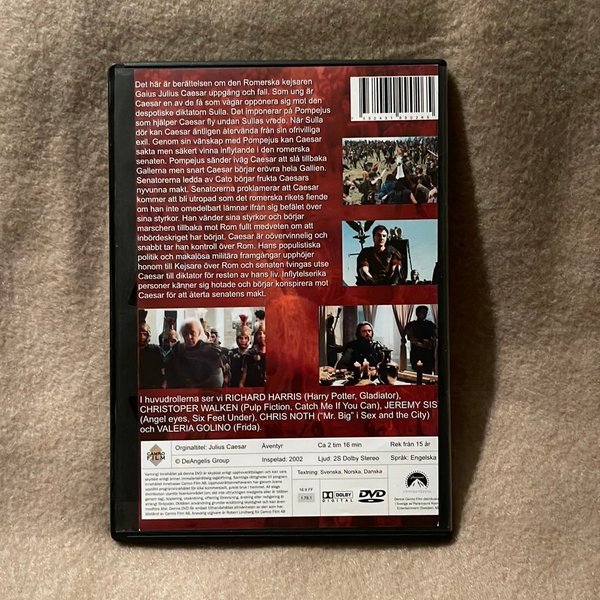 Det här är berättelsen om den Romerska kejsaren
Gaius Julius Caesar uppgång och fall. Som ung är
Caesar en av de få som vågar opponera sig mot den
despotiske diktatorn Sulla. Det imponerar på Pompejus
som hjälper Caesar fly undan Sullas vrede. När Sulla
dör kan Caesar äntligen återvända från sin ofrivilliga
exil. Genom sin vänskap med Pompejus kan Caesar
sakta men säkert vinna inflytande i den romerska
senaten. Pompejus sänder iväg Caesar att slå tillbaka
Gallerna men snart Caesar börjar erövra hela Gallien.
Senatorerna ledda av Cato börjar frukta Caesars
nyvunna makt. Senatorerna proklamerar att Caesar
kommer att bli utropad som det romerska rikets fiende
om han inte omedelbart lämnar ifrån sig befälet över
sina styrkor. Han vänder sina styrkor och börjar
marschera tillbaka mot Rom fullt medveten om att
inbördeskriget har börjat. Caesar är oövervinnelig och
snabbt tar han kontroll över Rom. Hans populistiska
politik och makalösa militära framgångar upphöjer
honom till Kejsare över Rom och senaten tvingas utse
Caesar till diktator för resten av hans liv. Inflytelserika
personer känner sig hotade och börjar konspirera mot
Caesar för att återta senatens makt.
I huvudrollerna ser vi RICHARD HARRIS (Harry Potter, Gladiator),
CHRISTOPER WALKEN (Pulp Fiction, Catch Me If You Can), JEREMY SIS
(Angel eyes, Six Feet Under), CHRIS NOTH ("Mr. Big" i Sex and the City)
och VALERIA GOLINO (Frida).
CAMRO FILM
Orginaltitel: Julius Caesar Äventyr Ca 2 tim 16 min Rek från 15 år
© DeAngelis Group Inspelad: 2002 Ljud: 2S Dolby Stereo Språk: Engelska
Textning: Svenska, Norska, Danska
16:9 FF
1.78:1
DOLBY DIGITAL
DVD